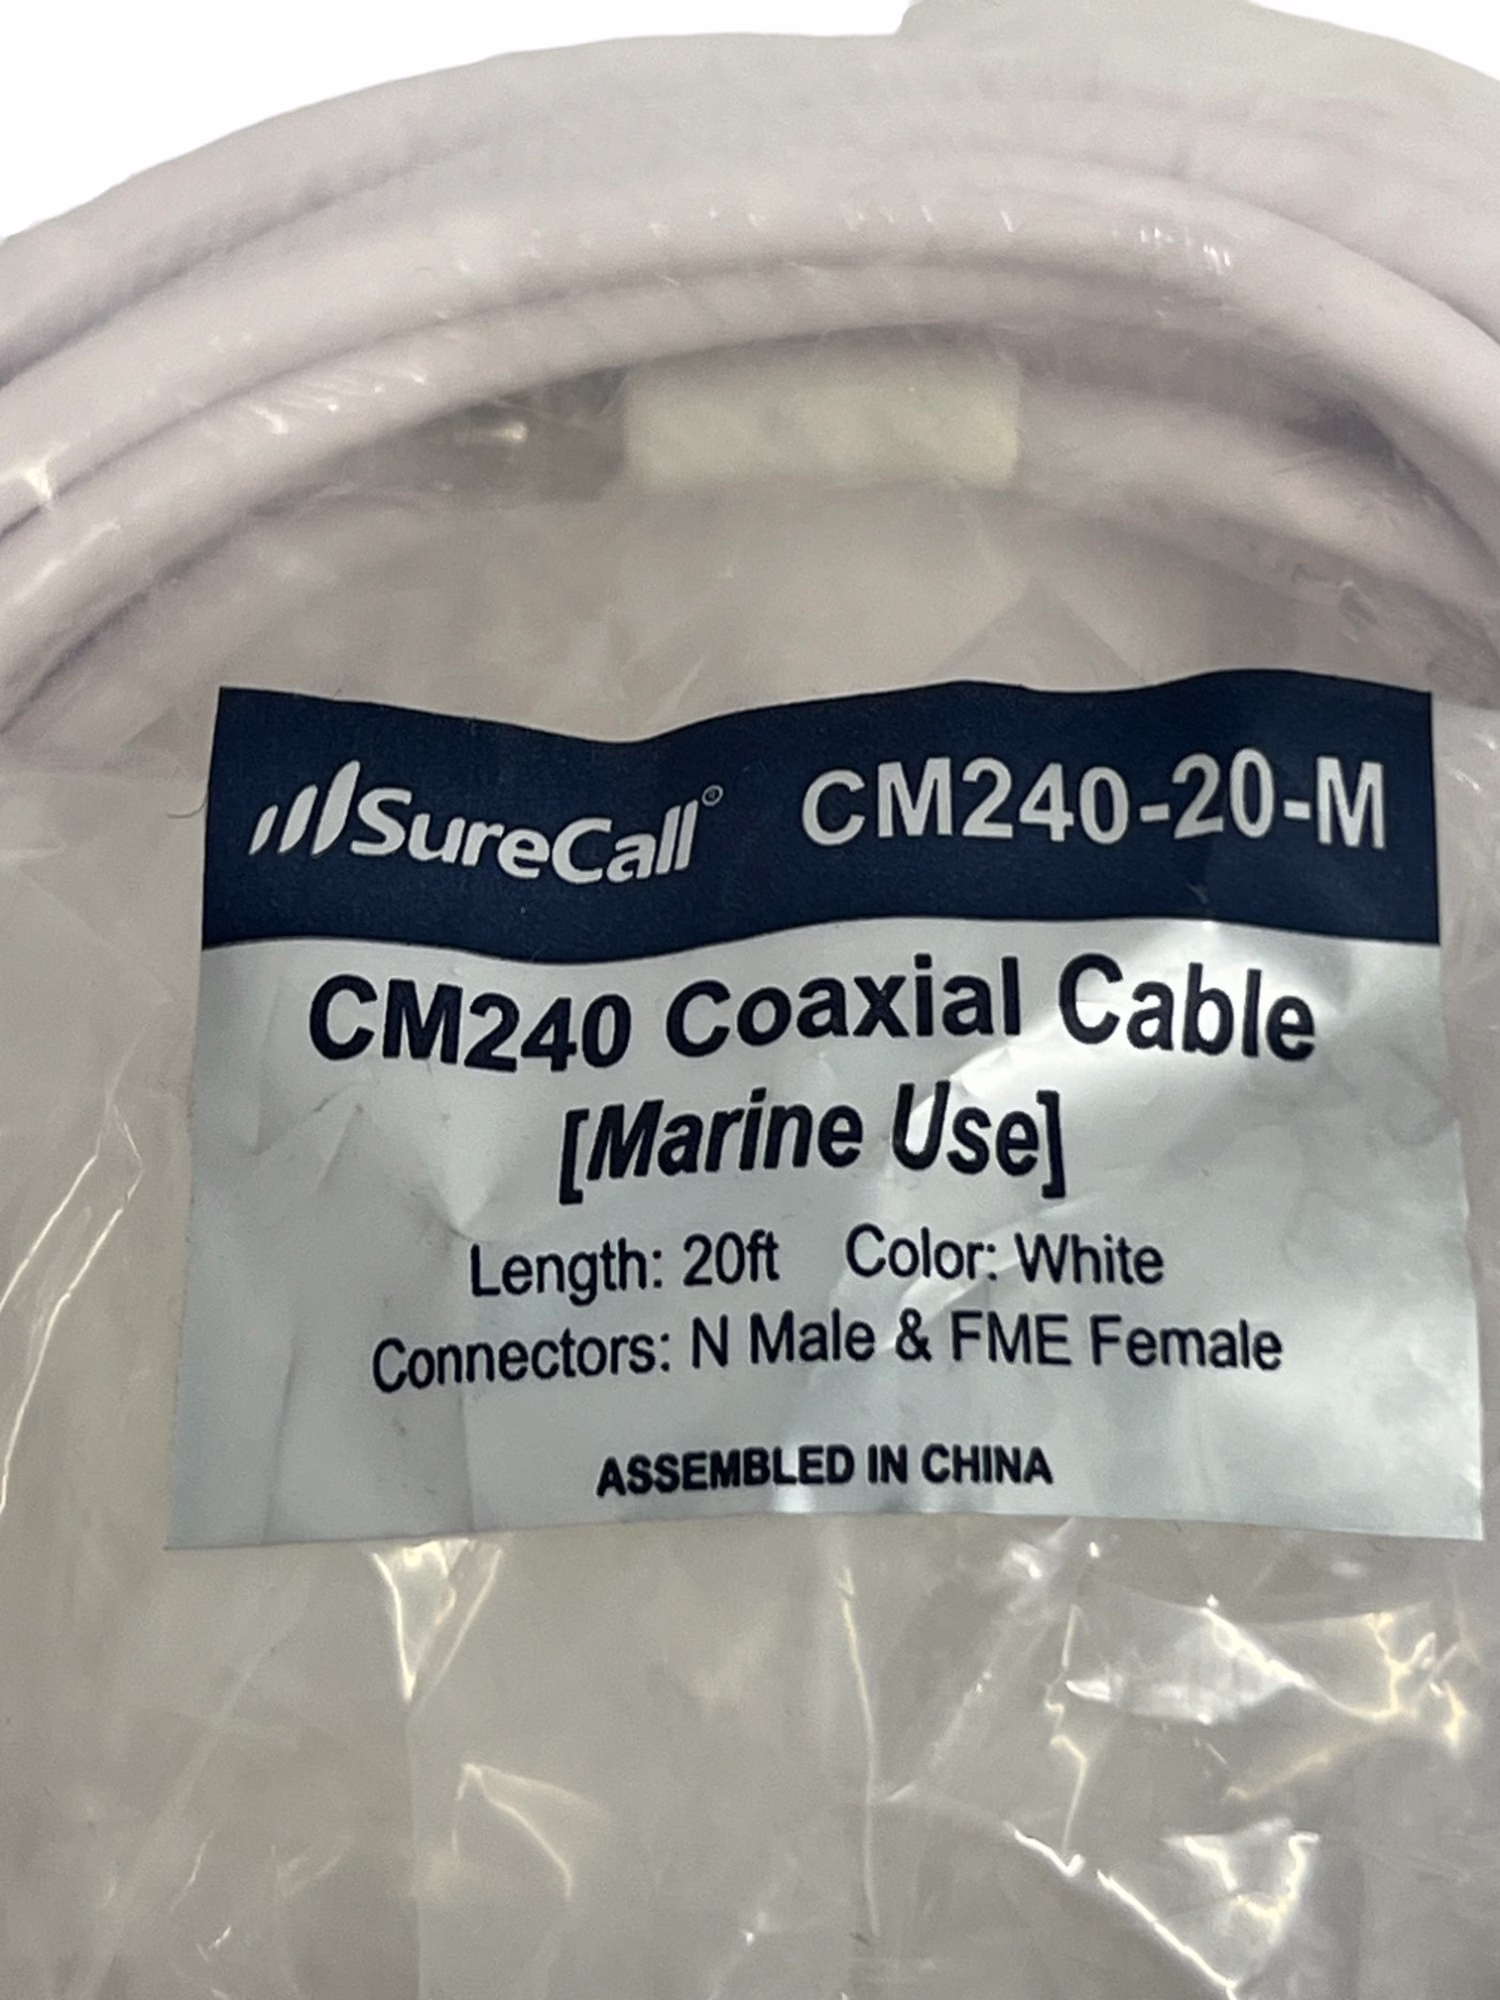 SureCall® CM240-20-M
CM240 Coaxial Cable
[Marine Use]
Length: 20ft Color: White
Connectors: N Male & FME Female
ASSEMBLED IN CHINA